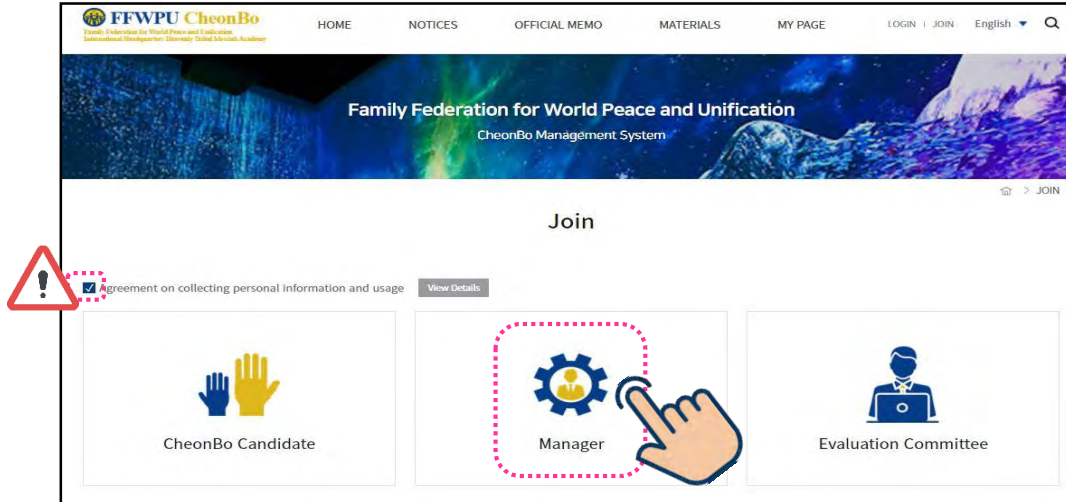 FFWPU CheonBo
Family Federation for World Peace and Unification
International Headquarters Heavenly Tribal Messiah Academy
HOME NOTICES OFFICIAL MEMO MATERIALS MY PAGE LOGIN | JOIN English
Family Federation for World Peace and Unification
CheonBo Management System
> JOIN
Join
Agreement on collecting personal information and usage View Details
CheonBo Candidate Manager Evaluation Committee